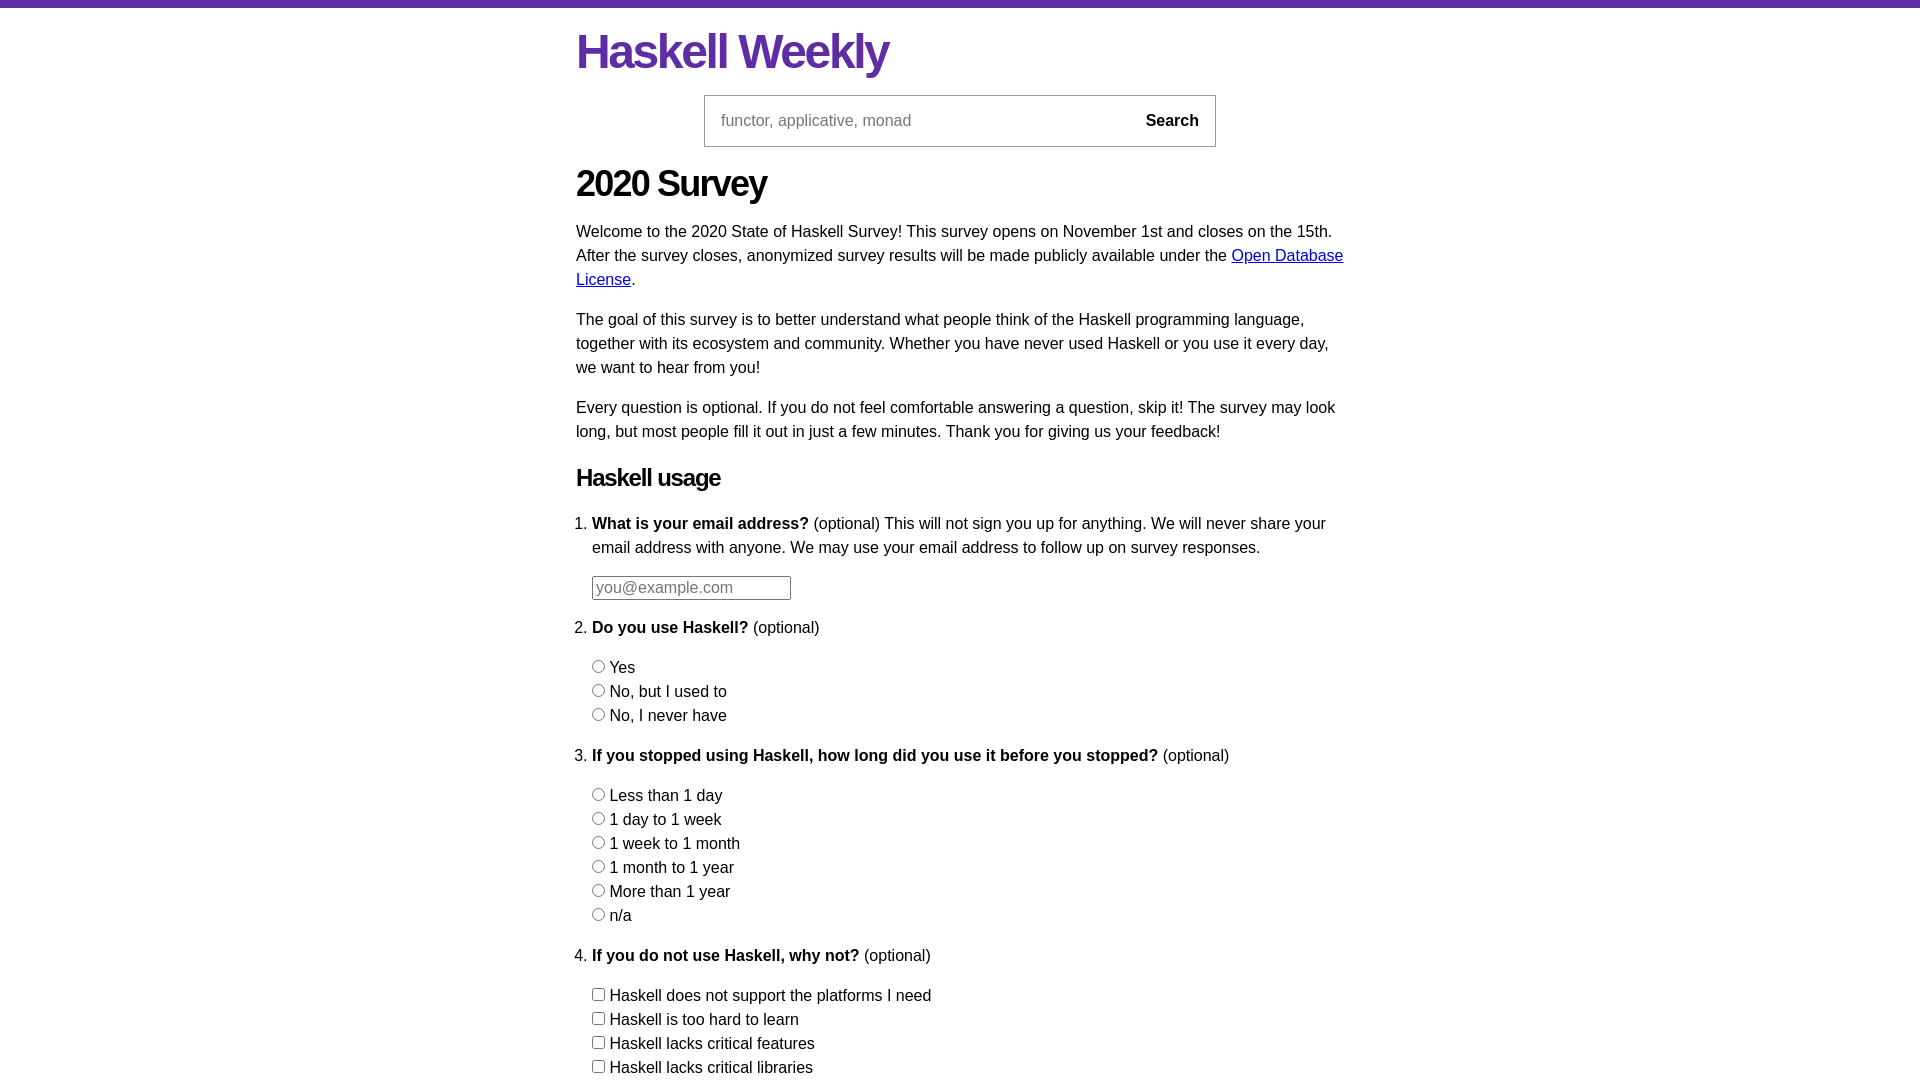 Haskell Weekly
functor, applicative, monad
Search
2020 Survey
Welcome to the 2020 State of Haskell Survey! This survey opens on November 1st and closes on the 15th.
After the survey closes, anonymized survey results will be made publicly available under the Open Database
License.
The goal of this survey is to better understand what people think of the Haskell programming language,
together with its ecosystem and community. Whether you have never used Haskell or you use it every day,
we want to hear from you!
Every question is optional. If you do not feel comfortable answering a question, skip it! The survey may look
long, but most people fill it out in just a few minutes. Thank you for giving us your feedback!
Haskell usage
1. What is your email address? (optional) This will not sign you up for anything. We will never share your
email address with anyone. We may use your email address to follow up on survey responses.
you@example.com
2. Do you use Haskell? (optional)
Yes
No, but I used to
No, I never have
3. If you stopped using Haskell, how long did you use it before you stopped? (optional)
Less than 1 day
1 day to 1 week
1 week to 1 month
1 month to 1 year
More than 1 year
n/a
4. If you do not use Haskell, why not? (optional)
Haskell does not support the platforms I need
Haskell is too hard to learn
Haskell lacks critical features
Haskell lacks critical libraries